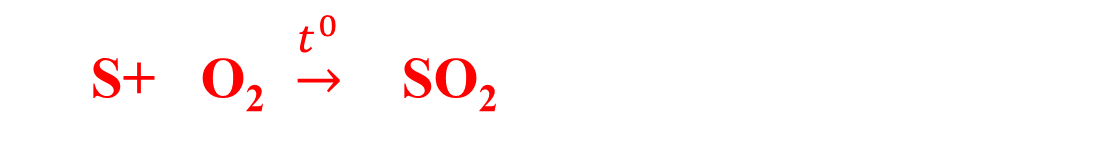 S+ O₂ →^{t⁰} SO₂